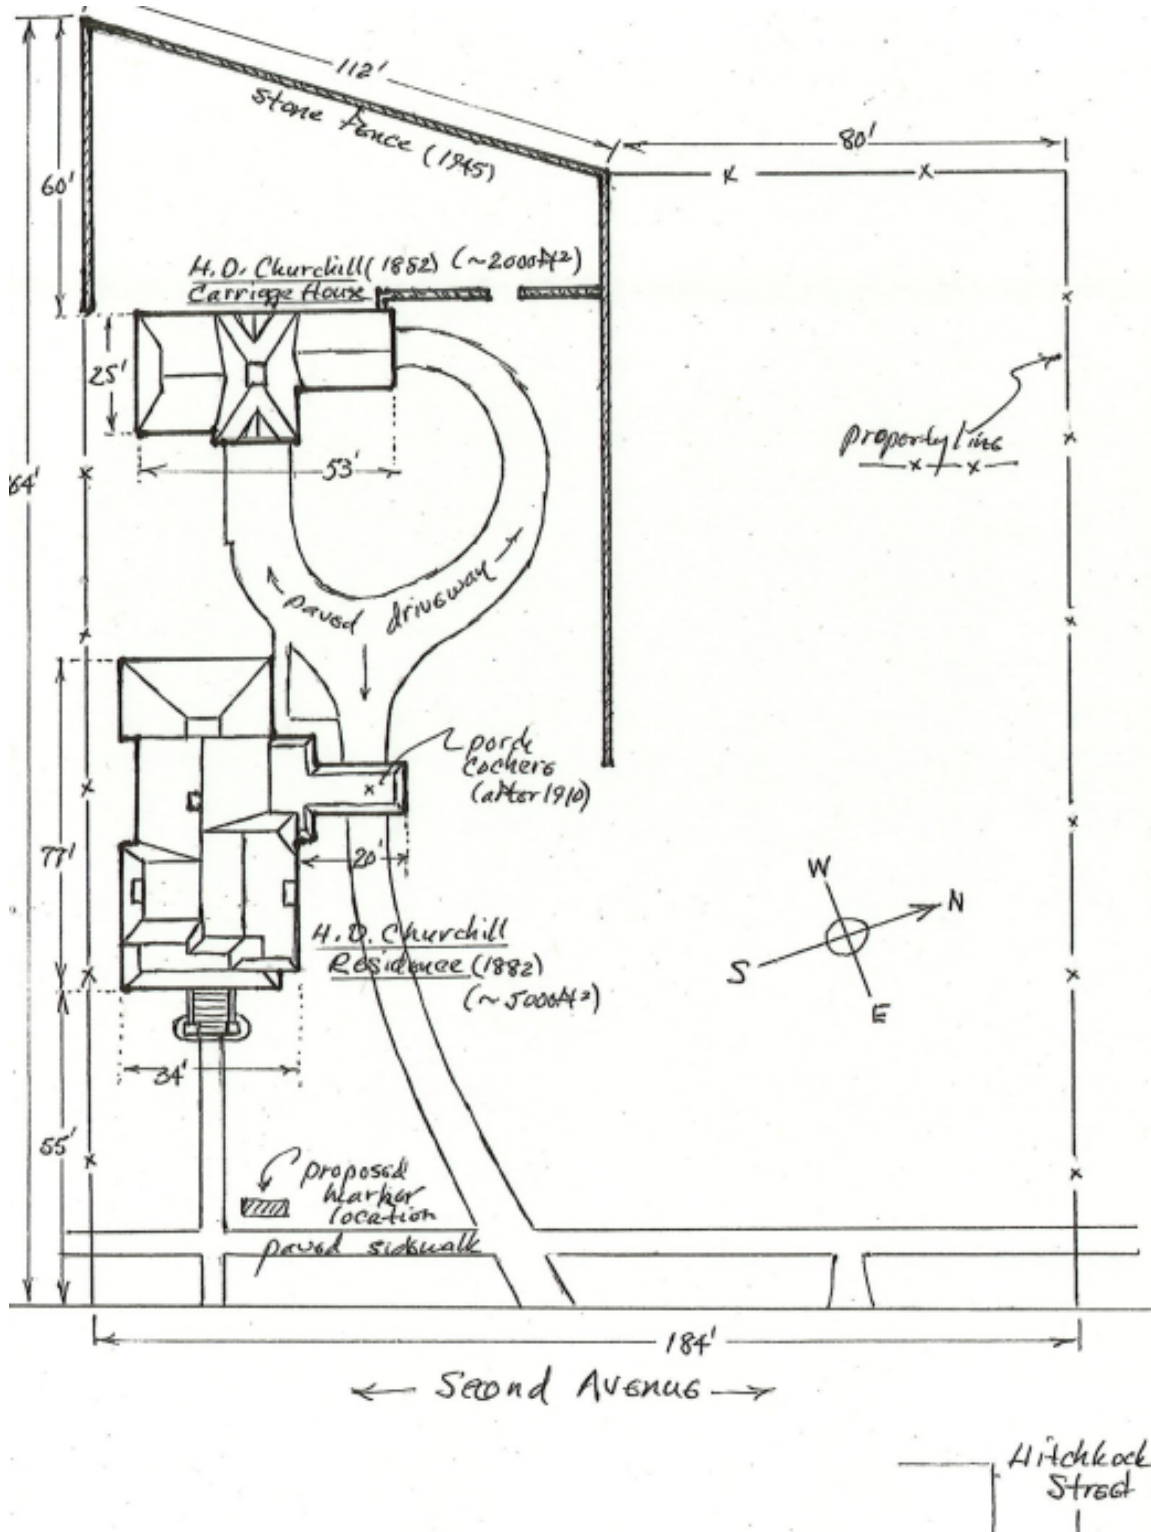 112'
stone fence (1945)
80'
60'
H.D. Churchill (1882) (~2000ft²)
Carriage House
25'
53'
64'
property line
paved driveway
porte
cochere
(after 1910)
77'
20'
W
N
S
E
H.D. Churchill
Residence (1882)
(~5000ft²)
34'
55'
proposed
marker
location
paved sidewalk
184'
Second Avenue
Hitchkock
Street